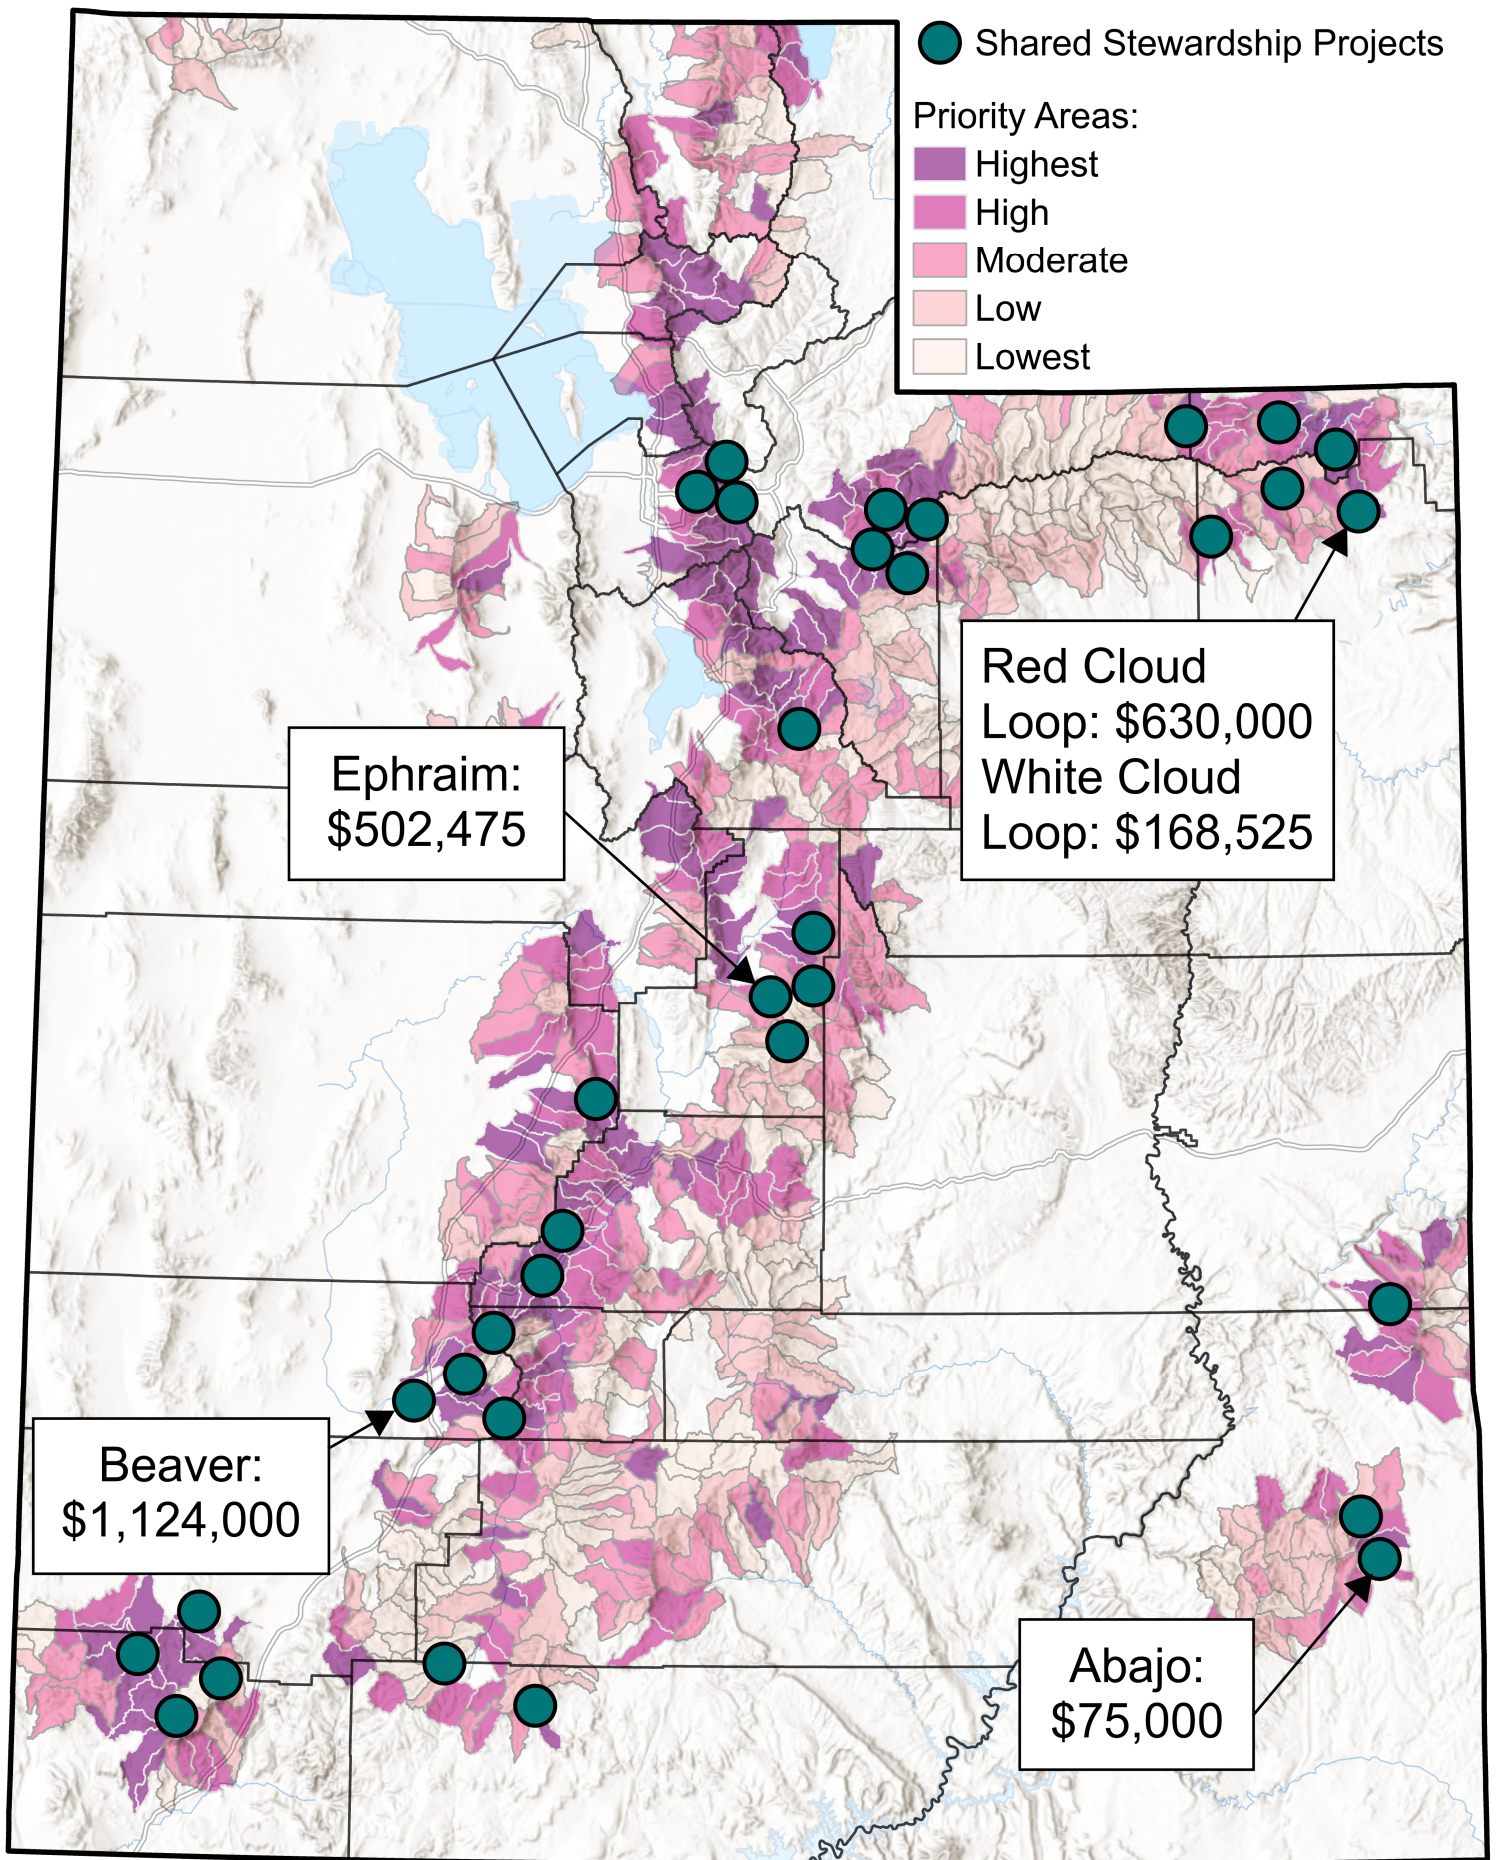 Shared Stewardship Projects
Priority Areas:
Highest
High
Moderate
Low
Lowest
Red Cloud
Loop: $630,000
White Cloud
Loop: $168,525
Ephraim:
$502,475
Beaver:
$1,124,000
Abajo:
$75,000